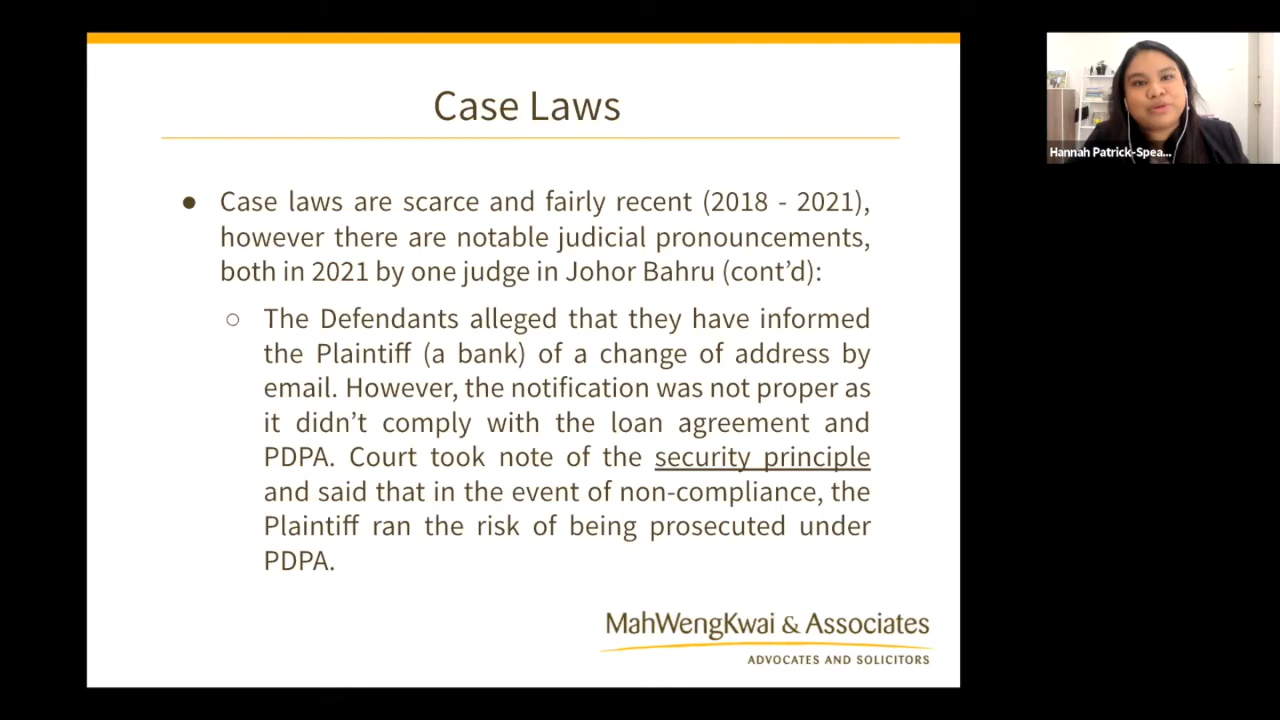 Case Laws
● Case laws are scarce and fairly recent (2018 - 2021),
however there are notable judicial pronouncements,
both in 2021 by one judge in Johor Bahru (cont’d):
○ The Defendants alleged that they have informed
the Plaintiff (a bank) of a change of address by
email. However, the notification was not proper as
it didn’t comply with the loan agreement and
PDPA. Court took note of the security principle
and said that in the event of non-compliance, the
Plaintiff ran the risk of being prosecuted under
PDPA.
MahWengKwai & Associates
ADVOCATES AND SOLICITORS
Hannah Patrick-Spea...